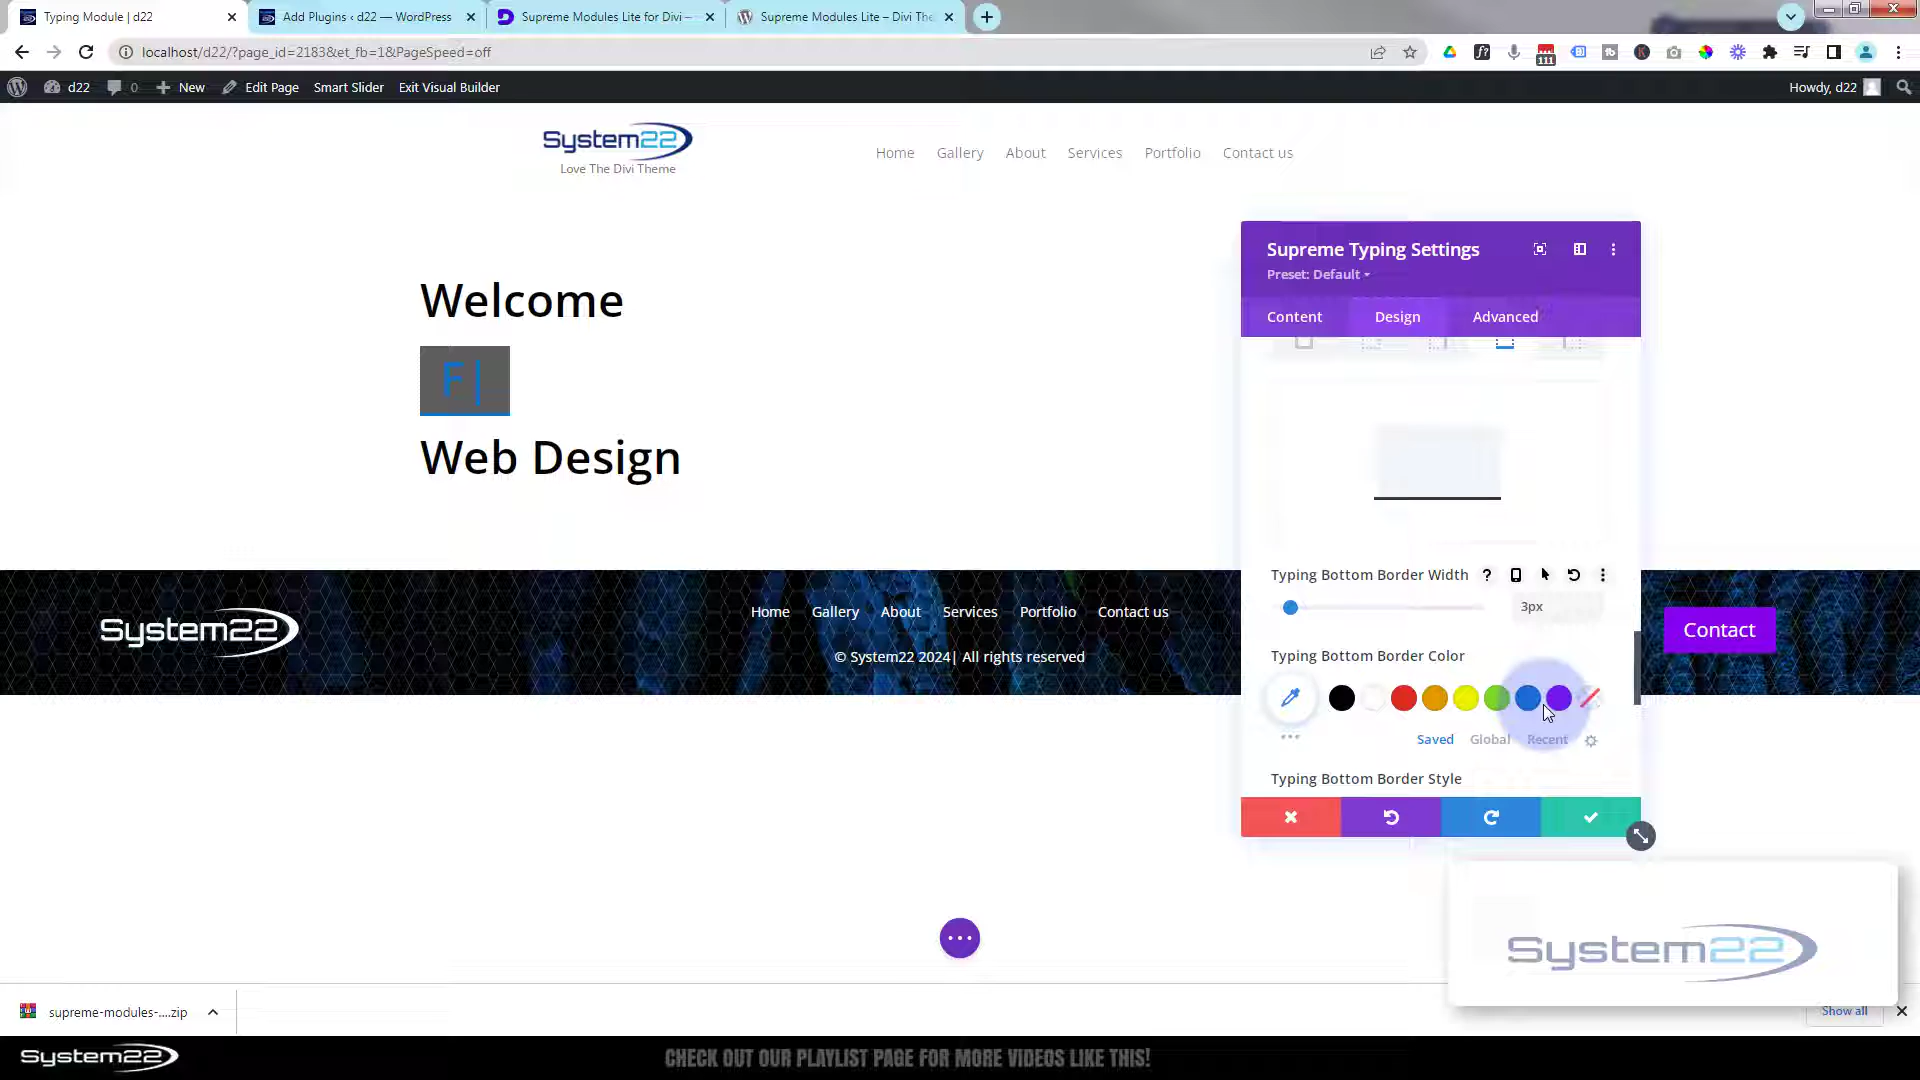 Typing Module | d22
Add Plugins ‹ d22 — WordPress
Supreme Modules Lite for Divi –
Supreme Modules Lite – Divi The
localhost/d22/?page_id=2183&et_fb=1&PageSpeed=off
111
d22
0
New
Edit Page
Smart Slider
Exit Visual Builder
Howdy, d22
System22
Love The Divi Theme
Home
Gallery
About
Services
Portfolio
Contact us
Welcome
F|
Web Design
Supreme Typing Settings
Preset: Default
Content
Design
Advanced
Typing Bottom Border Width
3px
Typing Bottom Border Color
Saved
Global
Recent
Typing Bottom Border Style
System22
Home
Gallery
About
Services
Portfolio
Contact us
© System22 2024| All rights reserved
Contact
System22
supreme-modules-....zip
Show all
System22
CHECK OUT OUR PLAYLIST PAGE FOR MORE VIDEOS LIKE THIS!